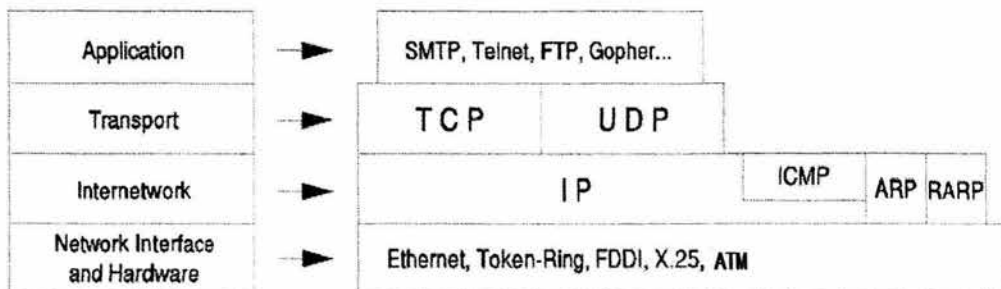 Application
SMTP, Telnet, FTP, Gopher...
Transport
TCP
UDP
Internetwork
IP
ICMP
ARP
RARP
Network Interface
and Hardware
Ethernet, Token-Ring, FDDI, X.25, ATM